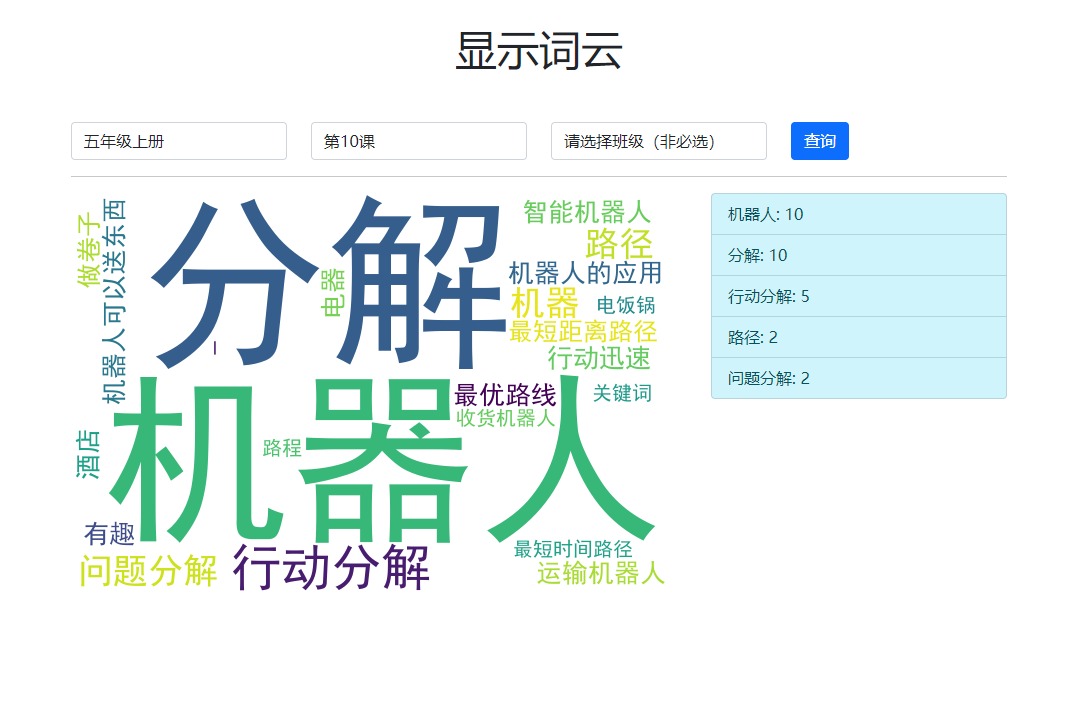 显示词云
五年级上册
第10课
请选择班级（非必选）
查询
做卷子
机器人可以送东西
分解
电器
智能机器人
路径
机器人的应用
机器
电饭锅
最短距离路径
行动迅速
一
机器人
最优路线
关键词
收货机器人
路程
酒店
有趣
问题分解
行动分解
最短时间路径
运输机器人
机器人: 10
分解: 10
行动分解: 5
路径: 2
问题分解: 2